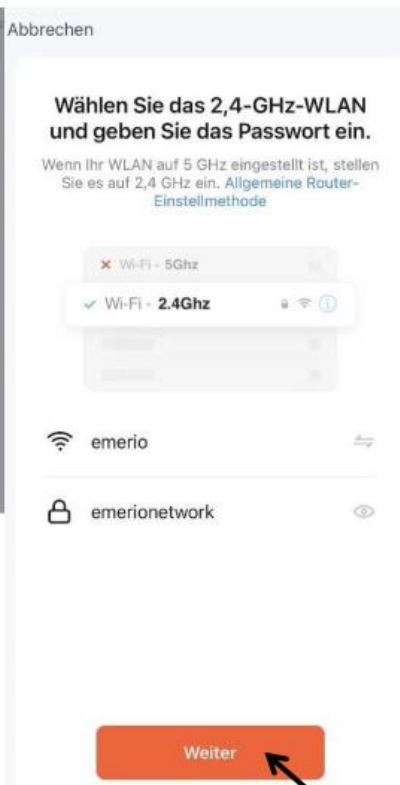 Abbrechen
Wählen Sie das 2,4-GHz-WLAN
und geben Sie das Passwort ein.
Wenn Ihr WLAN auf 5 GHz eingestellt ist, stellen
Sie es auf 2,4 GHz ein. Allgemeine Router-
Einstellmethode
Wi-Fi - 5Ghz
Wi-Fi - 2.4Ghz
emerio
emerionetwork
Weiter